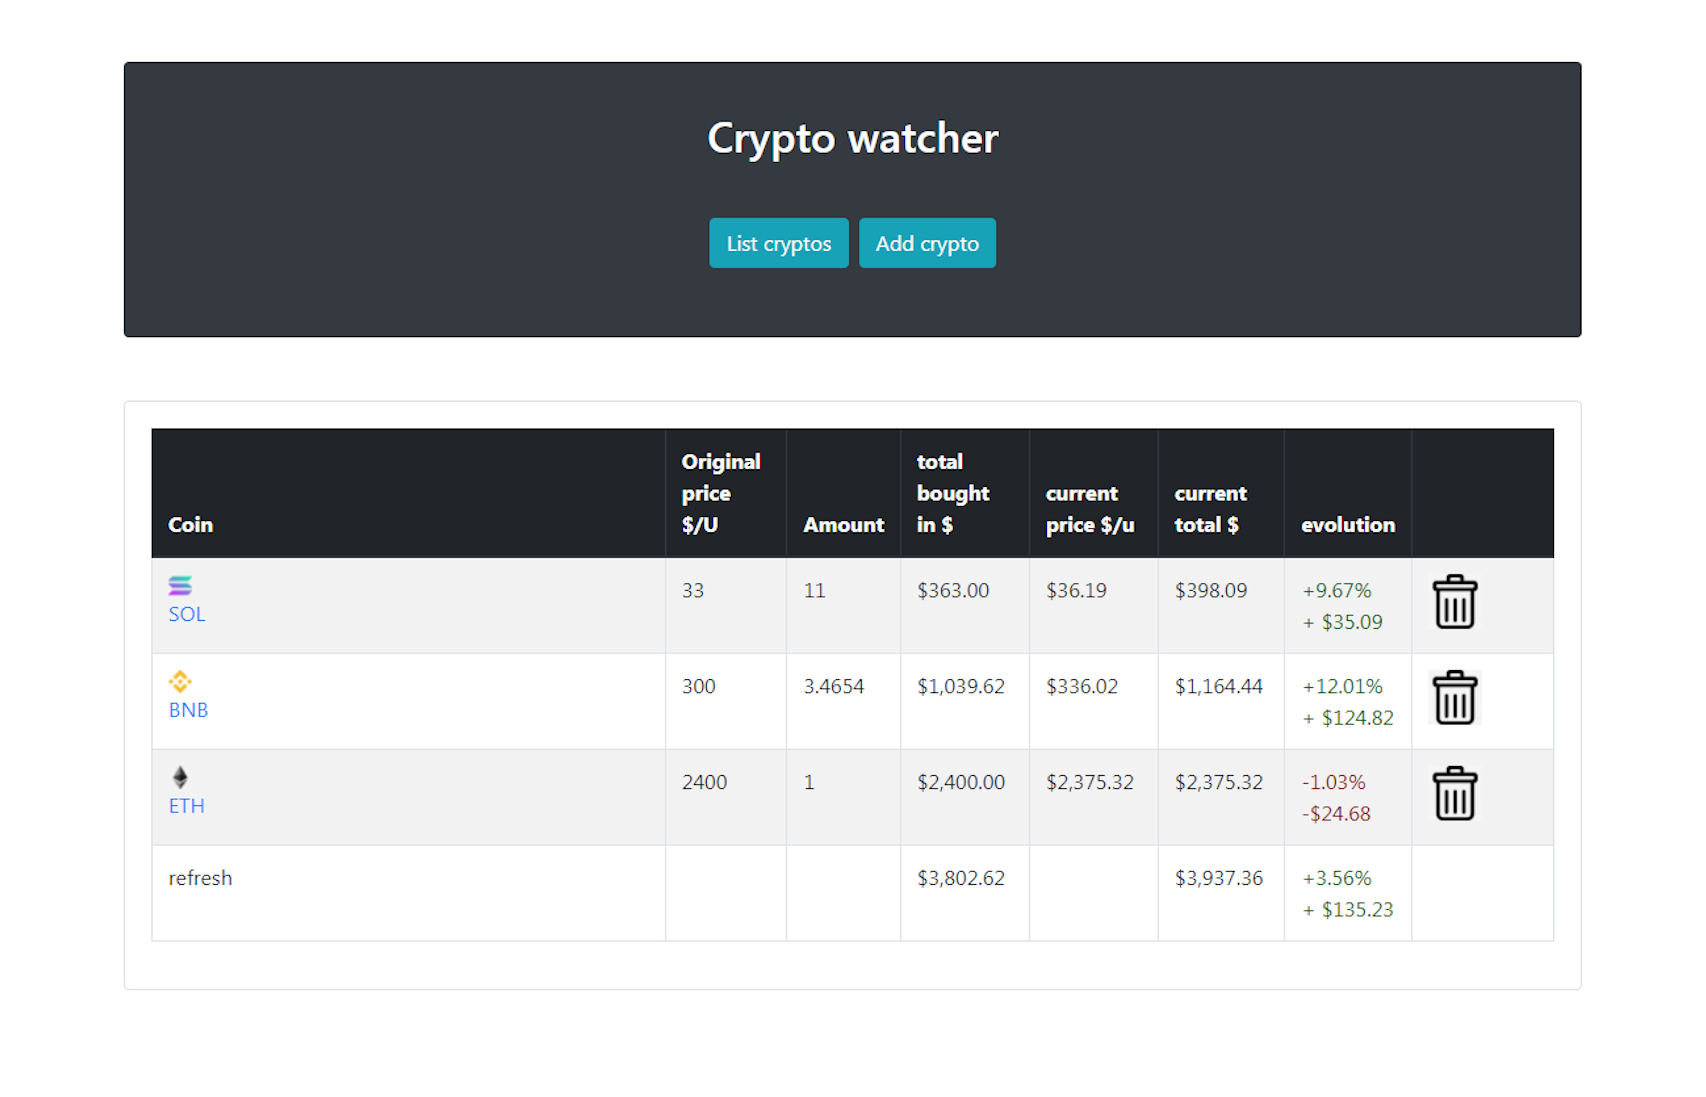 Crypto watcher
List cryptos Add crypto
Coin Original price $/U Amount total bought in $ current price $/u current total $ evolution
SOL 33 11 $363.00 $36.19 $398.09 +9.67%
+ $35.09
BNB 300 3.4654 $1,039.62 $336.02 $1,164.44 +12.01%
+ $124.82
ETH 2400 1 $2,400.00 $2,375.32 $2,375.32 -1.03%
-$24.68
refresh $3,802.62 $3,937.36 +3.56%
+ $135.23